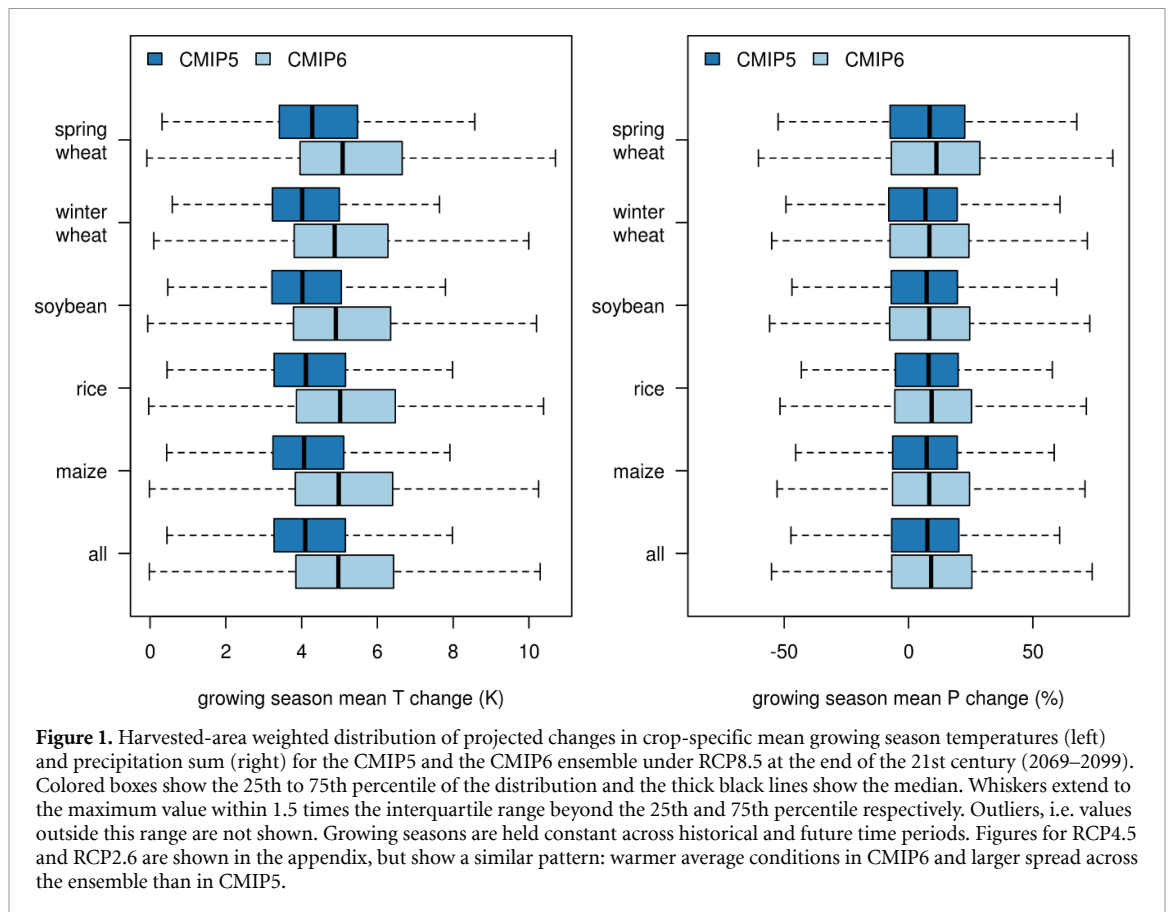 CMIP5 CMIP6
spring
wheat
winter
wheat
soybean
rice
maize
all
0 2 4 6 8 10
growing season mean T change (K)
CMIP5 CMIP6
spring
wheat
winter
wheat
soybean
rice
maize
all
-50 0 50
growing season mean P change (%)
Figure 1. Harvested-area weighted distribution of projected changes in crop-specific mean growing season temperatures (left)
and precipitation sum (right) for the CMIP5 and the CMIP6 ensemble under RCP8.5 at the end of the 21st century (2069–2099).
Colored boxes show the 25th to 75th percentile of the distribution and the thick black lines show the median. Whiskers extend to
the maximum value within 1.5 times the interquartile range beyond the 25th and 75th percentile respectively. Outliers, i.e. values
outside this range are not shown. Growing seasons are held constant across historical and future time periods. Figures for RCP4.5
and RCP2.6 are shown in the appendix, but show a similar pattern: warmer average conditions in CMIP6 and larger spread across
the ensemble than in CMIP5.